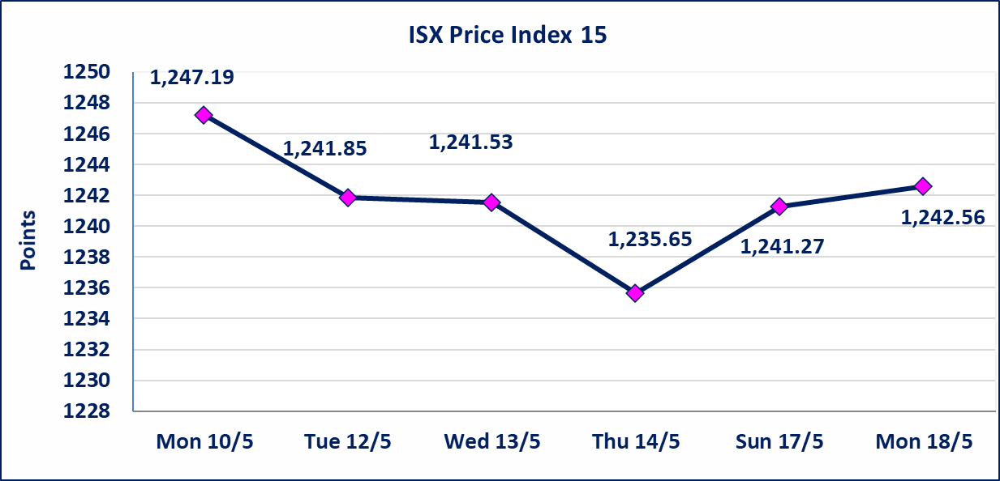 ISX Price Index 15
Points
1250
1248
1246
1244
1242
1240
1238
1236
1234
1232
1230
1228
1,247.19
1,241.85
1,241.53
1,235.65
1,241.27
1,242.56
Mon 10/5
Tue 12/5
Wed 13/5
Thu 14/5
Sun 17/5
Mon 18/5